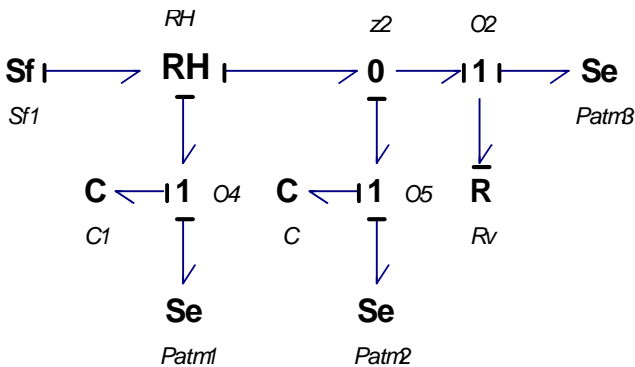 RH z2 O2
Sf RH 0 1 Se
Sf1 Patm3
C 1 O4 C 1 O5 R
C1 C Rv
Se Se
Patm1 Patm2